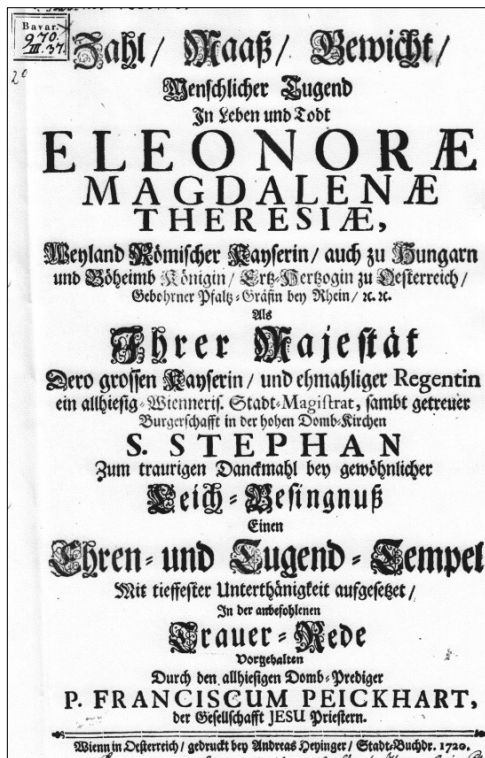 Bavar.
970.
III. 37.
Zahl/ Maaß/ Gewicht/
Menschlicher Tugend
In Leben und Todt
ELEONORÆ
MAGDALENÆ
THERESIÆ,
Weyland Römischer Kayserin/ auch zu Hungarn
und Böheimb Königin/ Ertz-Hertzogin zu Oesterreich/
Gebohrner Pfaltz-Gräfin bey Rhein/ ꝛc. ꝛc.
Als
Ihrer Majestät
Dero grossen Kayserin/ und ehmahliger Regentin
ein allhiesig-Wienneris. Stadt-Magistrat, sambt getreuer
Burgerschafft in der hohen Domb-Kirchen
S. STEPHAN
Zum traurigen Danckmahl bey gewöhnlicher
Leich-Besingnuß
Einen
Ehren- und Tugend-Tempel
Mit tieffester Unterthänigkeit aufgesetzet/
In der anbefohlenen
Trauer-Rede
Vorgehalten
Durch den allhiesigen Domb-Prediger
P. FRANCISCUM PEICKHART,
der Gesellschafft JESU Priestern.
Wienn in Oesterreich/ gedruckt bey Andreas Heyinger/ Stadt-Buchdr. 1720.